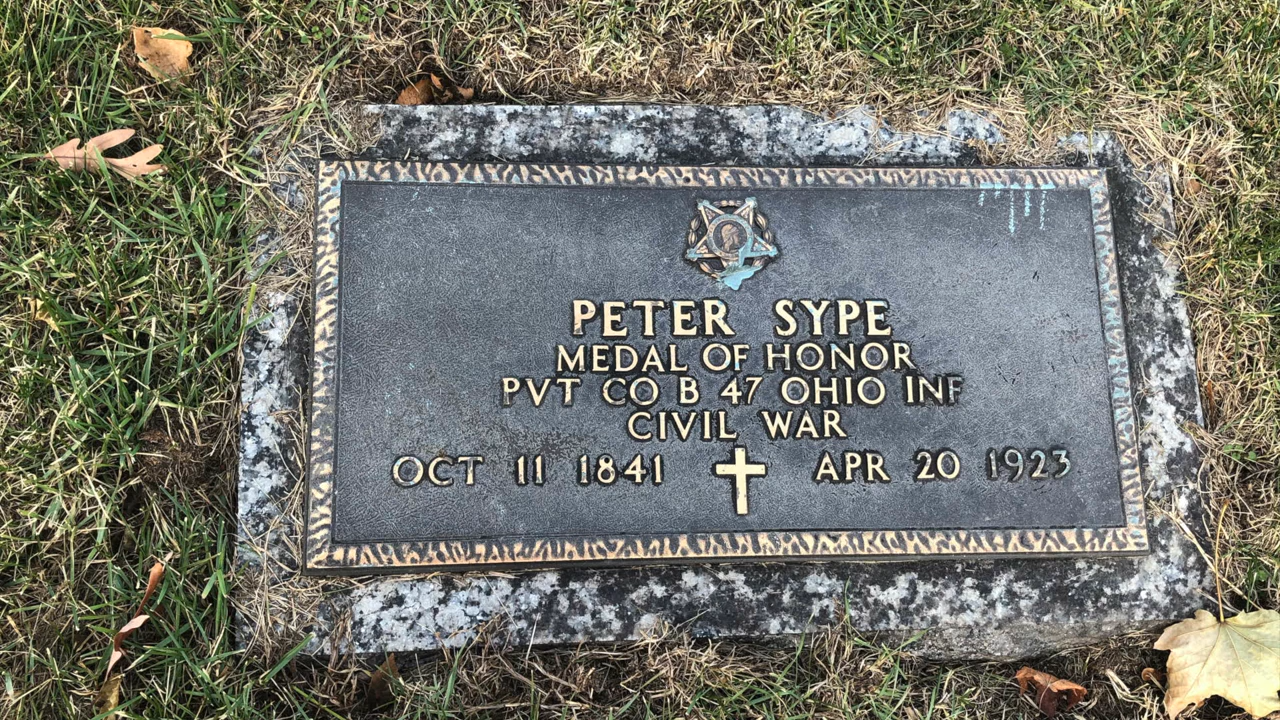 PETER SYPE
MEDAL OF HONOR
PVT CO B 47 OHIO INF
CIVIL WAR
OCT 11 1841 APR 20 1923